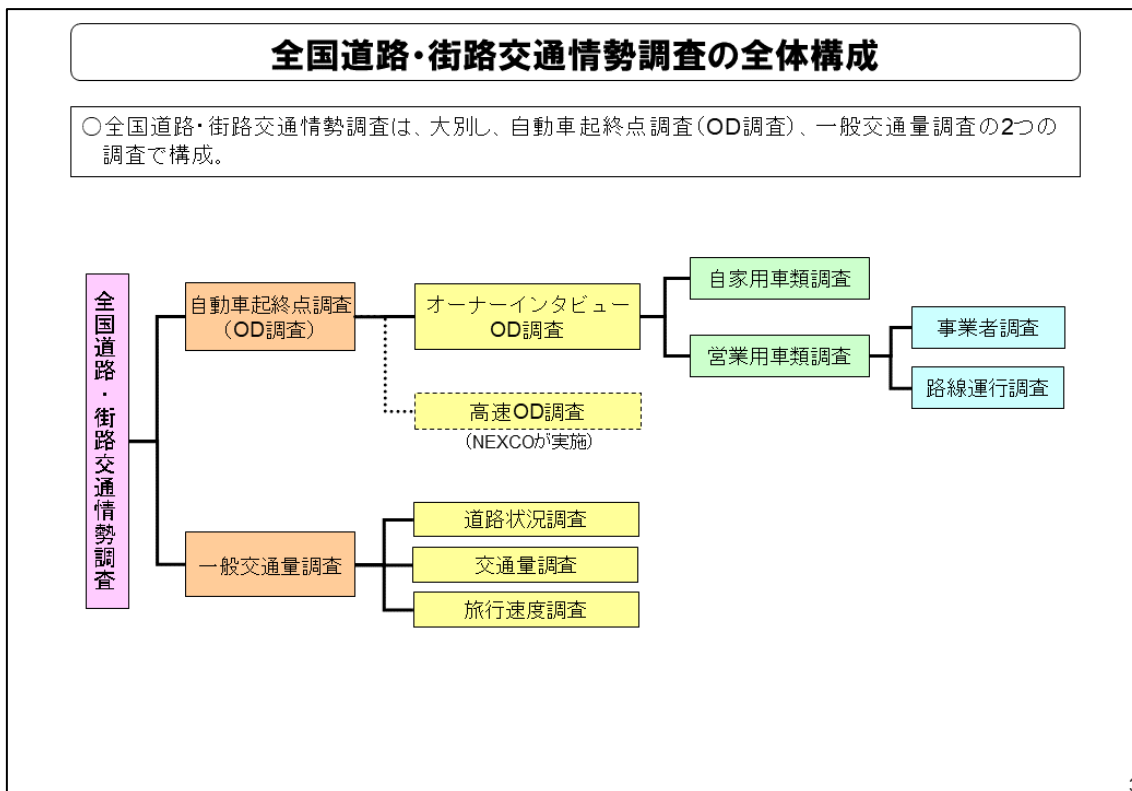 全国道路・街路交通情勢調査の全体構成
○全国道路・街路交通情勢調査は、大別し、自動車起終点調査(OD調査)、一般交通量調査の2つの
調査で構成。
全国道路・街路交通情勢調査
自動車起終点調査
(OD調査)
オーナーインタビュー
OD調査
自家用車類調査
営業用車類調査
事業者調査
路線運行調査
高速OD調査
(NEXCOが実施)
一般交通量調査
道路状況調査
交通量調査
旅行速度調査
3